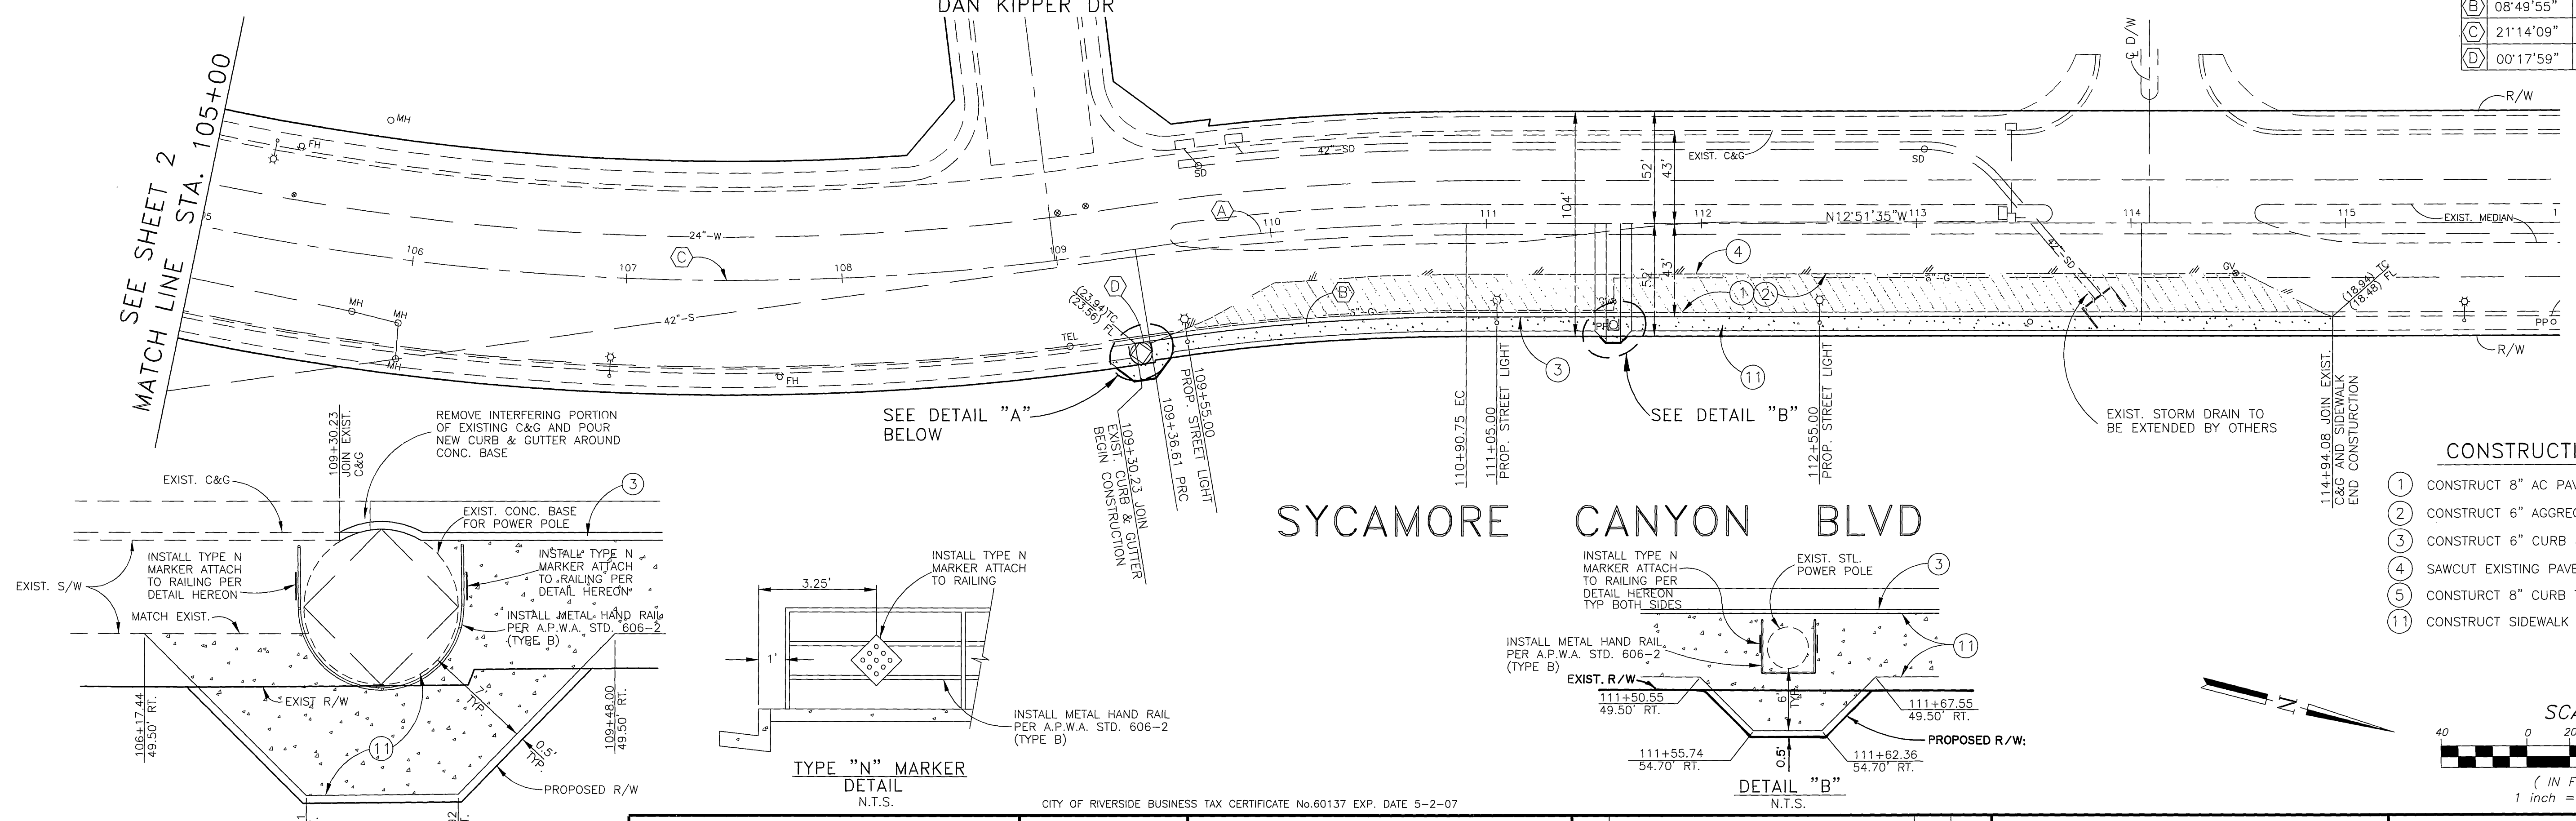 DAN KIPPER DR
B 08°49'55"
C 21°14'09"
D 00°17'59"
SEE SHEET 2
MATCH LINE STA. 105+00
MH
FH
SD
42"-SD
EXIST. C&G
SD
℄ D/W
R/W
104'
52'
43'
52'
43'
A
110
111
112
N12°51'35"W
113
114
115
EXIST. MEDIAN
24"-W
106
107
108
109
C
D
B
4
1
2
42"-SD
GV
(18.94) TC
(18.48) FL
(23.94) TC
(23.56) FL
MH
MH
MH
42"-S
TEL
FH
PP
PP
R/W
3
11
SEE DETAIL "A"
BELOW
SEE DETAIL "B"
EXIST. STORM DRAIN TO
BE EXTENDED BY OTHERS
109+55.00
PROP. STREET LIGHT
109+36.61 PRC
109+30.23 JOIN
EXIST. CURB & GUTTER
BEGIN CONSTRUCTION
110+90.75 EC
111+05.00
PROP. STREET LIGHT
112+55.00
PROP. STREET LIGHT
114+94.08 JOIN EXIST.
C&G AND SIDEWALK
END CONSTURCTION
SYCAMORE CANYON BLVD
109+30.23
JOIN EXIST.
C&G
REMOVE INTERFERING PORTION
OF EXISTING C&G AND POUR
NEW CURB & GUTTER AROUND
CONC. BASE
EXIST. C&G
3
EXIST. CONC. BASE
FOR POWER POLE
INSTALL TYPE N
MARKER ATTACH
TO RAILING PER
DETAIL HEREON
INSTALL TYPE N
MARKER ATTACH
TO RAILING PER
DETAIL HEREON
EXIST. S/W
MATCH EXIST.
INSTALL METAL HAND RAIL
PER A.P.W.A. STD. 606-2
(TYPE B)
EXIST R/W
7'
TYP.
0.5'
TYP.
106+17.44
49.50' RT.
109+48.00
49.50' RT.
11
PROPOSED R/W
3.25'
1'
INSTALL TYPE N
MARKER ATTACH
TO RAILING
INSTALL METAL HAND RAIL
PER A.P.W.A. STD. 606-2
(TYPE B)
TYPE "N" MARKER
DETAIL
N.T.S.
INSTALL TYPE N
MARKER ATTACH
TO RAILING PER
DETAIL HEREON
TYP BOTH SIDES
EXIST. STL.
POWER POLE
3
INSTALL METAL HAND RAIL
PER A.P.W.A. STD. 606-2
(TYPE B)
11
EXIST. R/W
111+50.55
49.50' RT.
6'
TYP.
111+67.55
49.50' RT.
PROPOSED R/W:
111+55.74
54.70' RT.
0.5'
111+62.36
54.70' RT.
DETAIL "B"
N.T.S.
CITY OF RIVERSIDE BUSINESS TAX CERTIFICATE No.60137 EXP. DATE 5-2-07
CONSTRUCTI
1 CONSTRUCT 8" AC PAV
2 CONSTRUCT 6" AGGREG
3 CONSTRUCT 6" CURB
4 SAWCUT EXISTING PAVE
5 CONSTURCT 8" CURB
11 CONSTRUCT SIDEWALK
N
SCA
40 0 20
( IN F
1 inch =